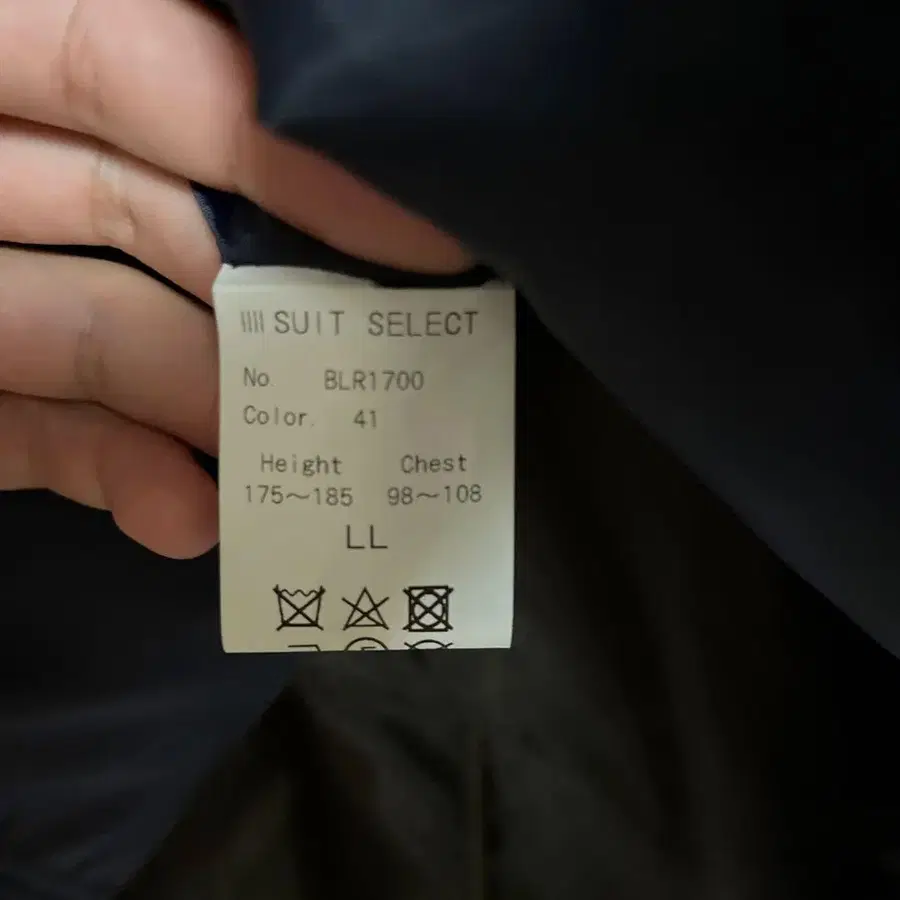 SUIT SELECT
No. BLR1700
Color. 41
Height Chest
175～185 98～108
LL